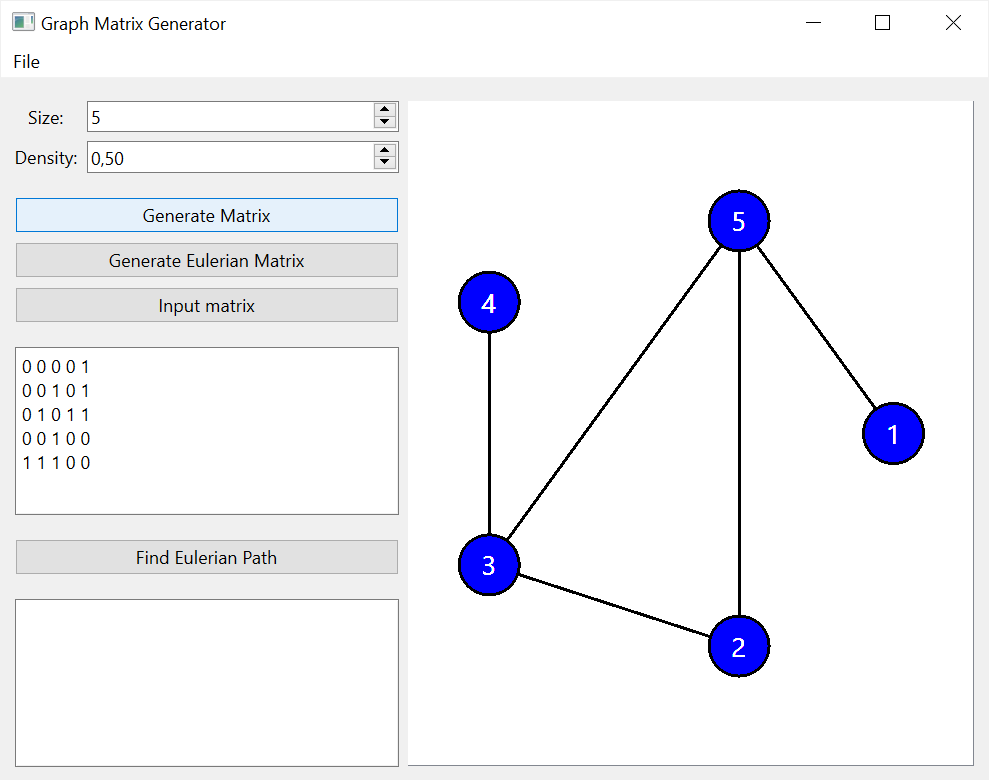 Graph Matrix Generator
File
Size: 5
Density: 0,50
Generate Matrix
Generate Eulerian Matrix
Input matrix
0 0 0 0 1
0 0 1 0 1
0 1 0 1 1
0 0 1 0 0
1 1 1 0 0
Find Eulerian Path
5
4
1
3
2